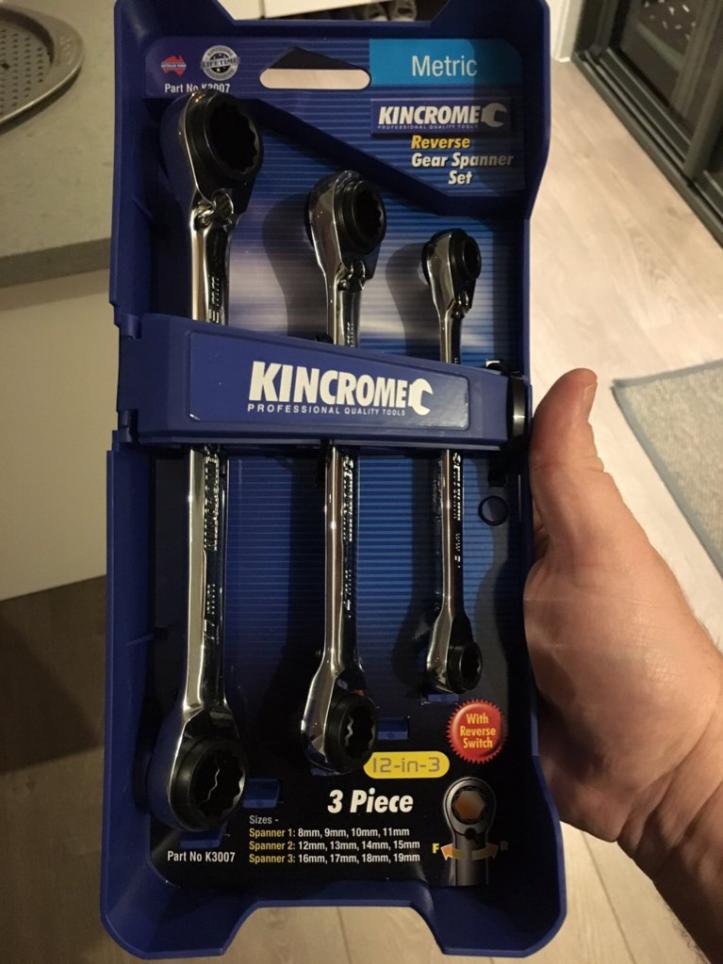 LIFETIME
Part No K3007
Metric
KINCROME
PROFESSIONAL QUALITY TOOLS
Reverse
Gear Spanner
Set
KINCROME
PROFESSIONAL QUALITY TOOLS
With
Reverse
Switch
12-in-3
3 Piece
Sizes -
Spanner 1: 8mm, 9mm, 10mm, 11mm
Spanner 2: 12mm, 13mm, 14mm, 15mm
Spanner 3: 16mm, 17mm, 18mm, 19mm
Part No K3007
F
R